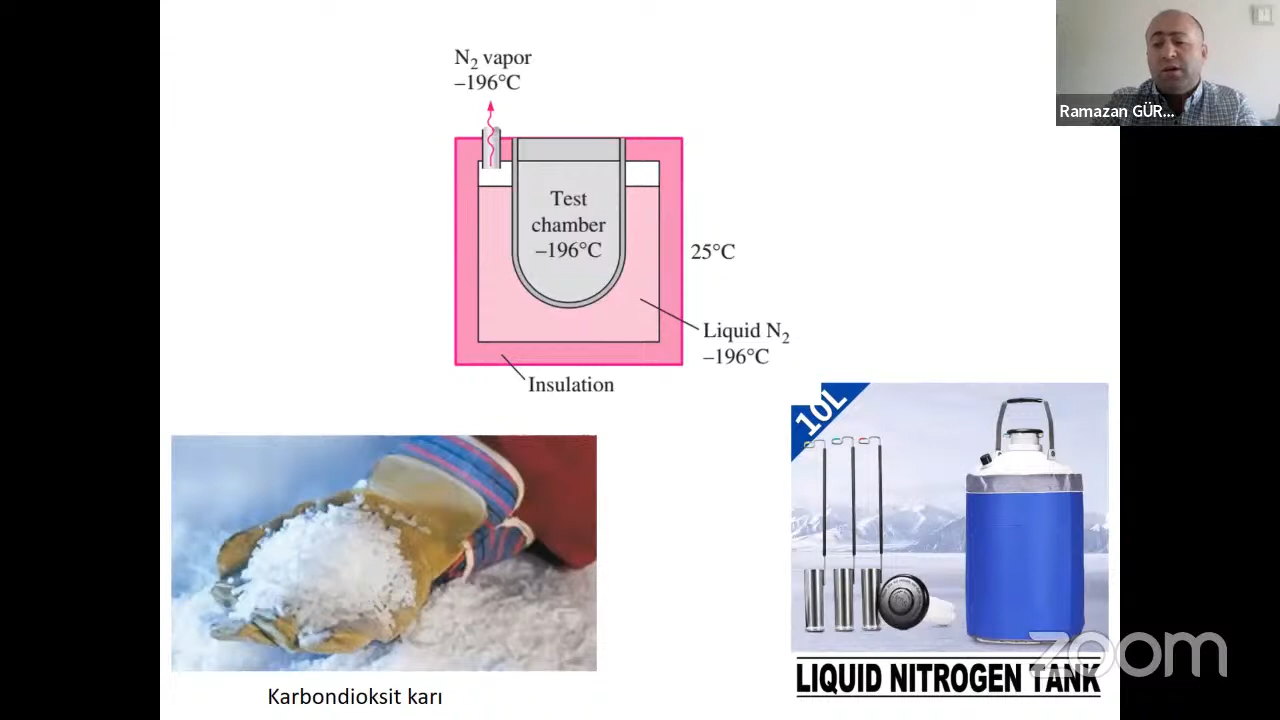 N₂ vapor
–196°C
Ramazan GÜR...
Test
chamber
–196°C
25°C
Liquid N₂
–196°C
Insulation
10L
LIQUID NITROGEN TANK
zoom
Karbondioksit karı